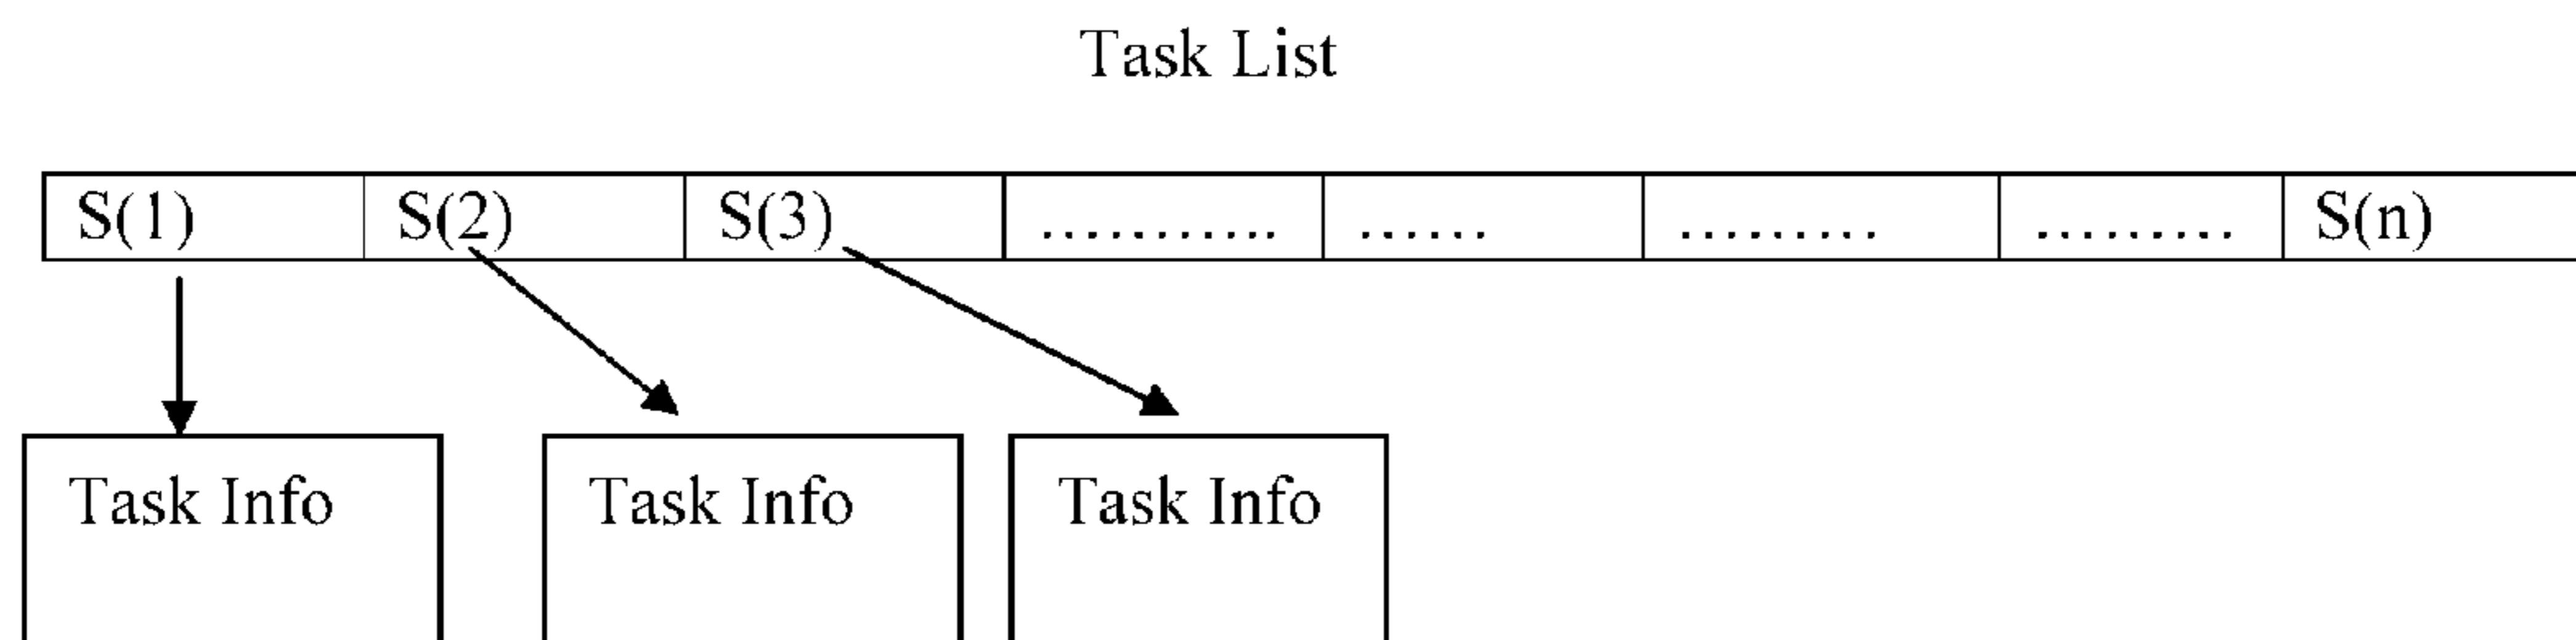 Task List
S(1) S(2) S(3) ........... ...... ......... ......... S(n)
Task Info Task Info Task Info